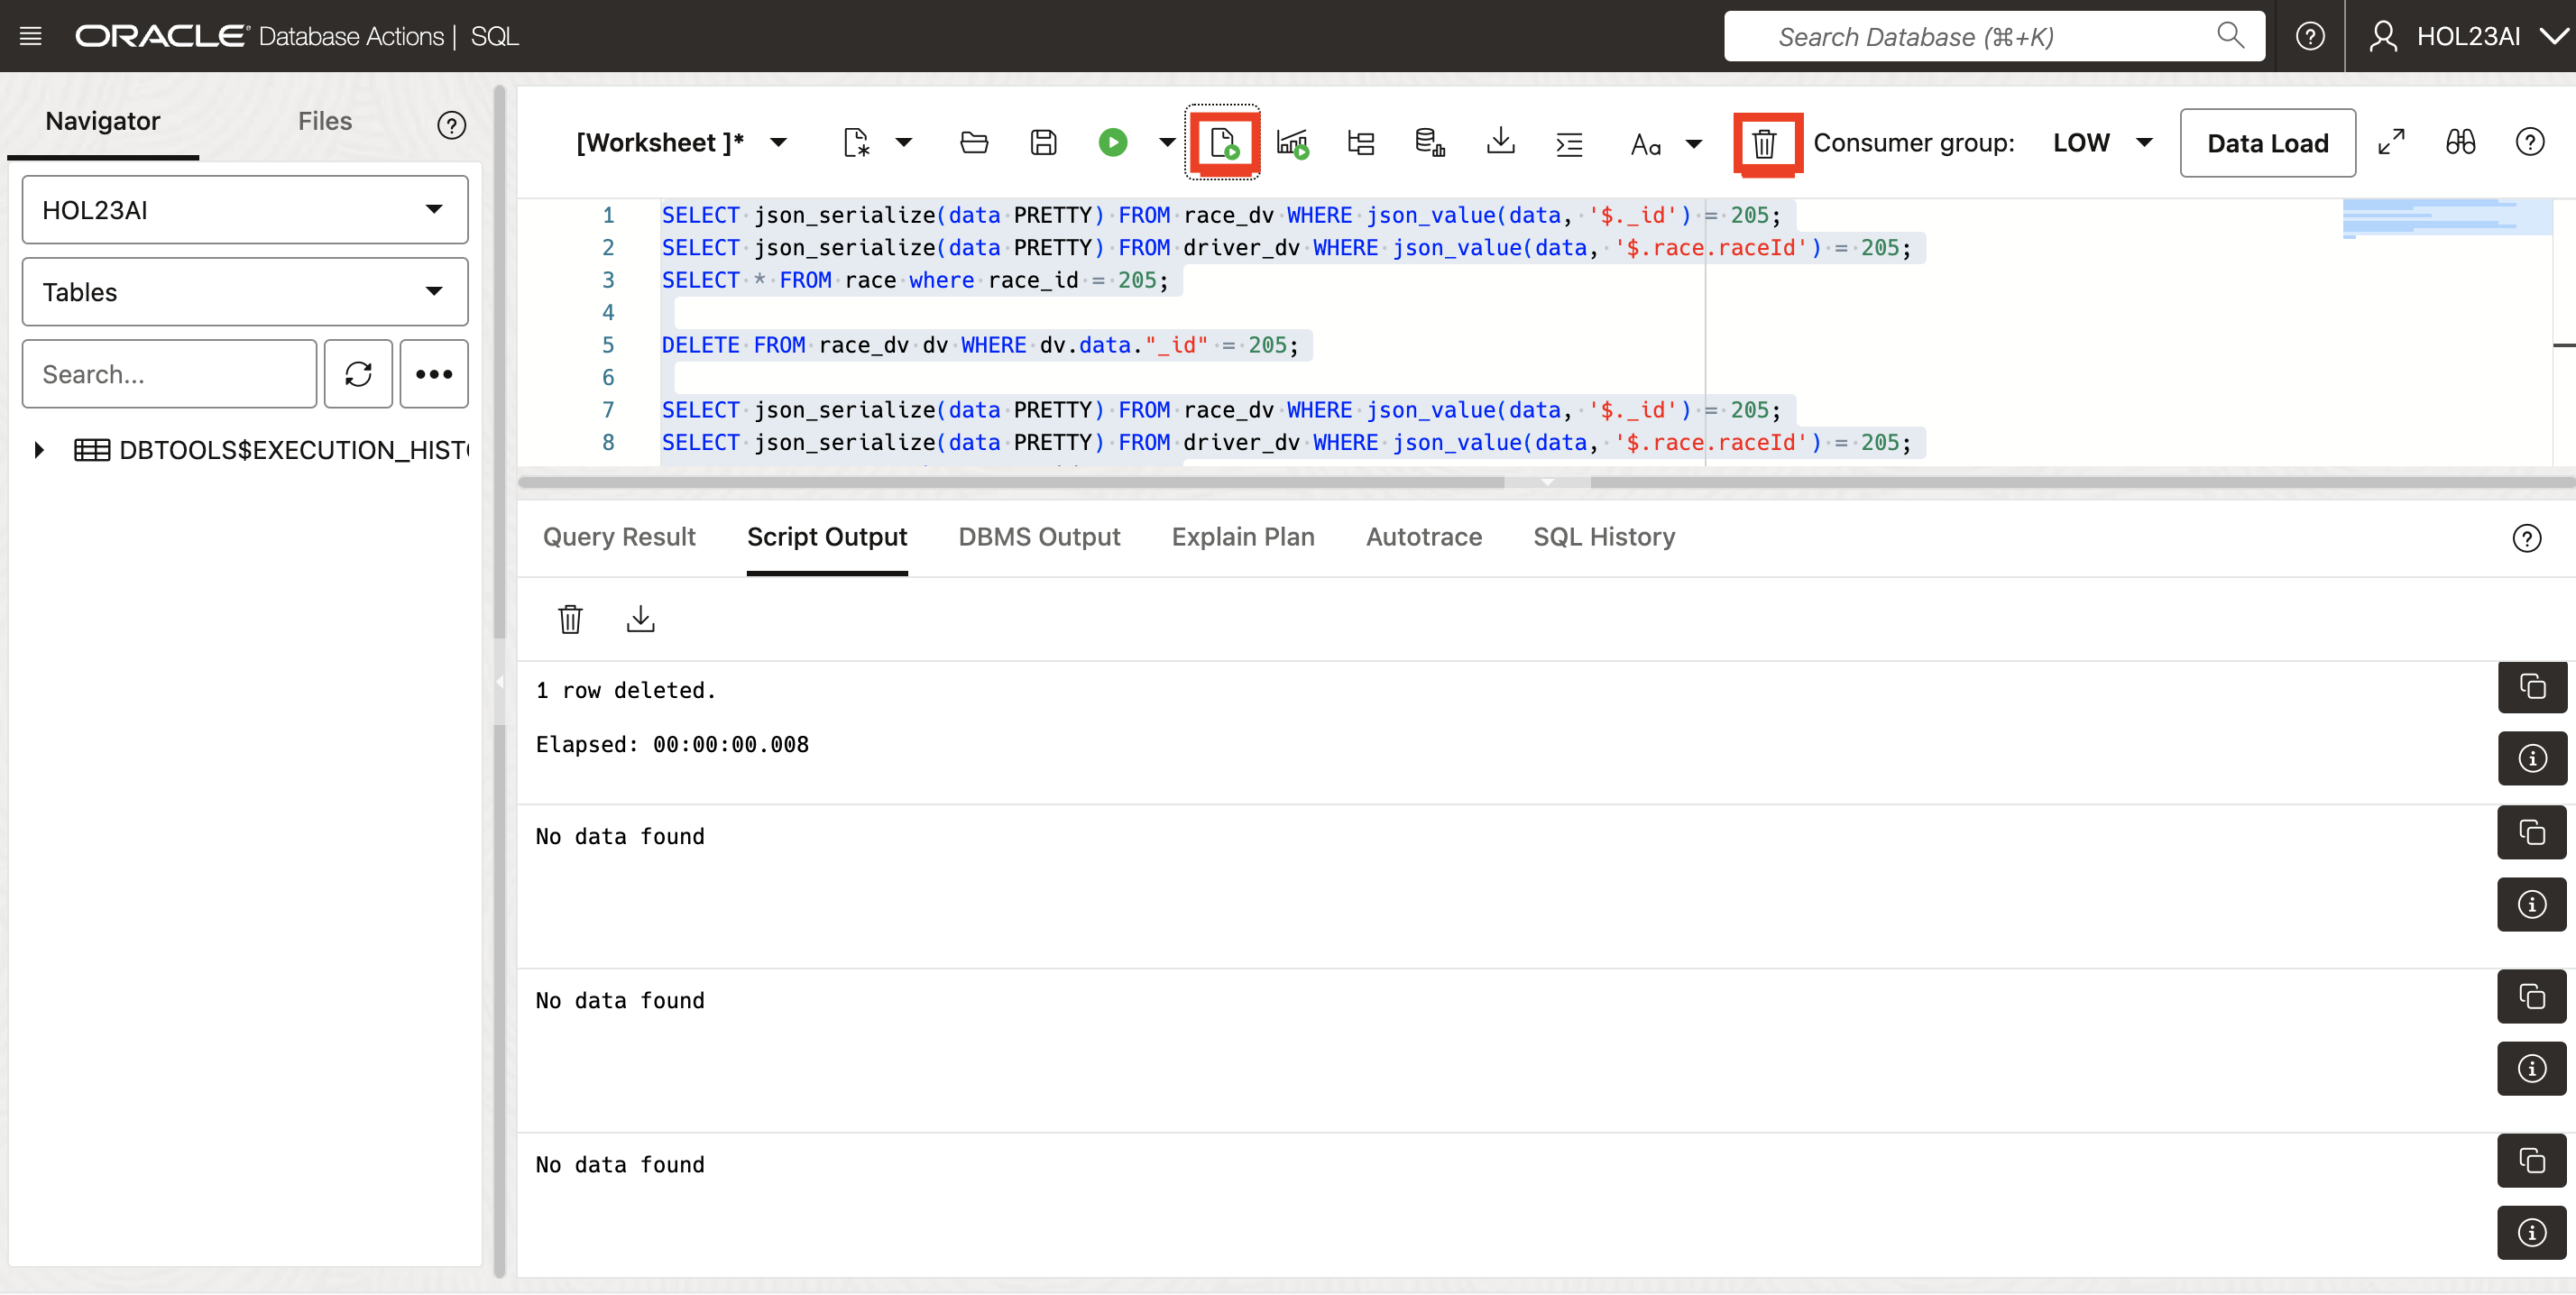 ORACLE Database Actions | SQL
Search Database (⌘+K)
HOL23AI
Navigator
Files
HOL23AI
Tables
Search...
DBTOOLS$EXECUTION_HIST
[Worksheet ]*
Aa
Consumer group:
LOW
Data Load
1 SELECT json_serialize(data PRETTY) FROM race_dv WHERE json_value(data, '$._id') = 205;
2 SELECT json_serialize(data PRETTY) FROM driver_dv WHERE json_value(data, '$.race.raceId') = 205;
3 SELECT * FROM race where race_id = 205;
4
5 DELETE FROM race_dv dv WHERE dv.data."_id" = 205;
6
7 SELECT json_serialize(data PRETTY) FROM race_dv WHERE json_value(data, '$._id') = 205;
8 SELECT json_serialize(data PRETTY) FROM driver_dv WHERE json_value(data, '$.race.raceId') = 205;
Query Result
Script Output
DBMS Output
Explain Plan
Autotrace
SQL History
1 row deleted.
Elapsed: 00:00:00.008
No data found
No data found
No data found